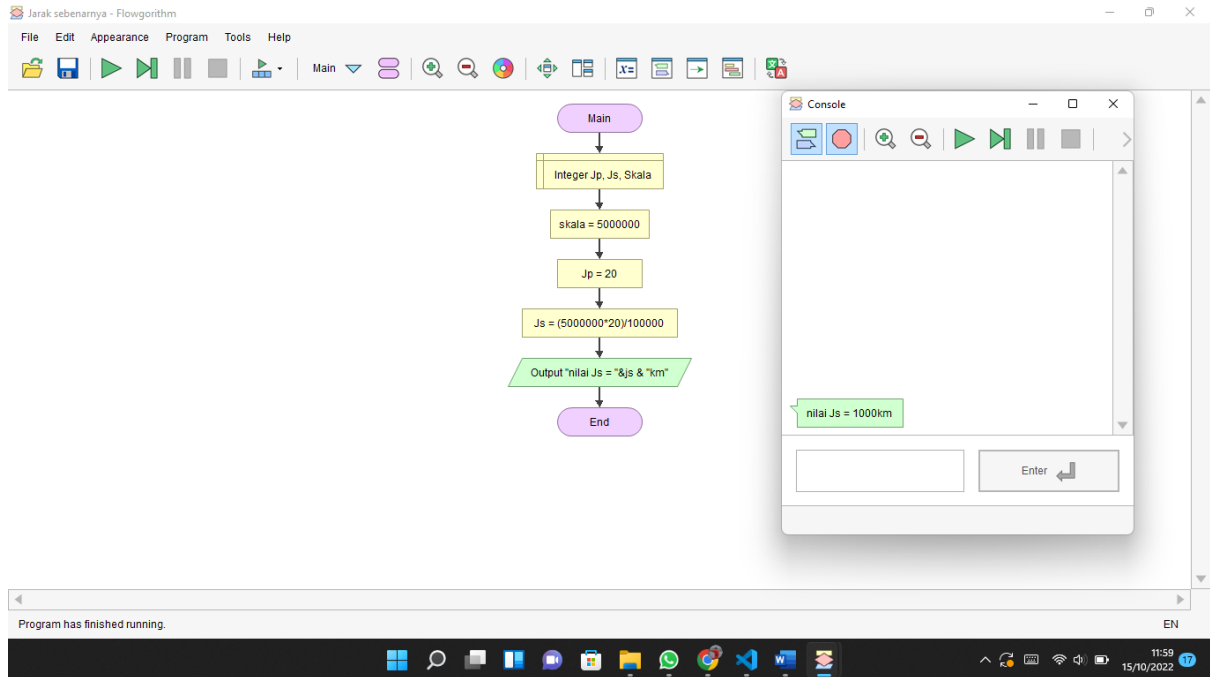 Jarak sebenarnya - Flowgorithm
File Edit Appearance Program Tools Help
Main
Main
Integer Jp, Js, Skala
skala = 5000000
Jp = 20
Js = (5000000*20)/100000
Output "nilai Js = "&js & "km"
End
Console
nilai Js = 1000km
Enter
Program has finished running.
EN
11:59
15/10/2022
17